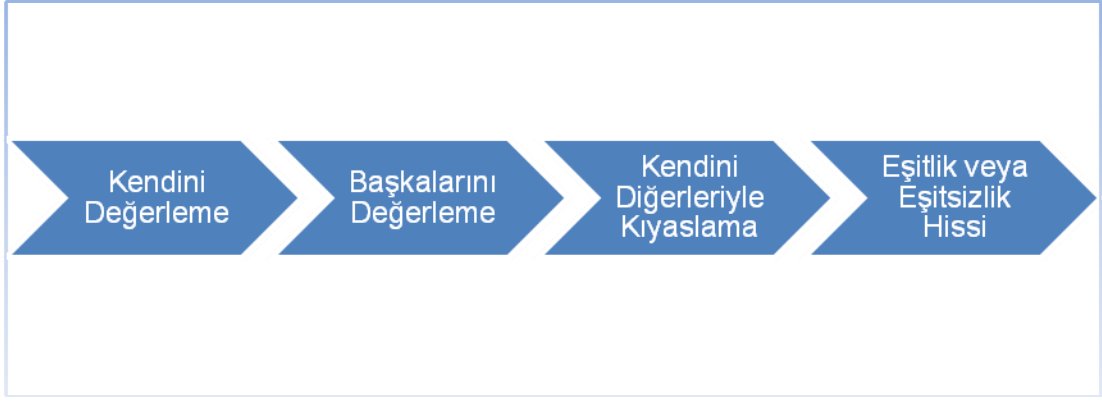 Kendini
Değerleme
Başkalarını
Değerleme
Kendini
Diğerleriyle
Kıyaslama
Eşitlik veya
Eşitsizlik
Hissi